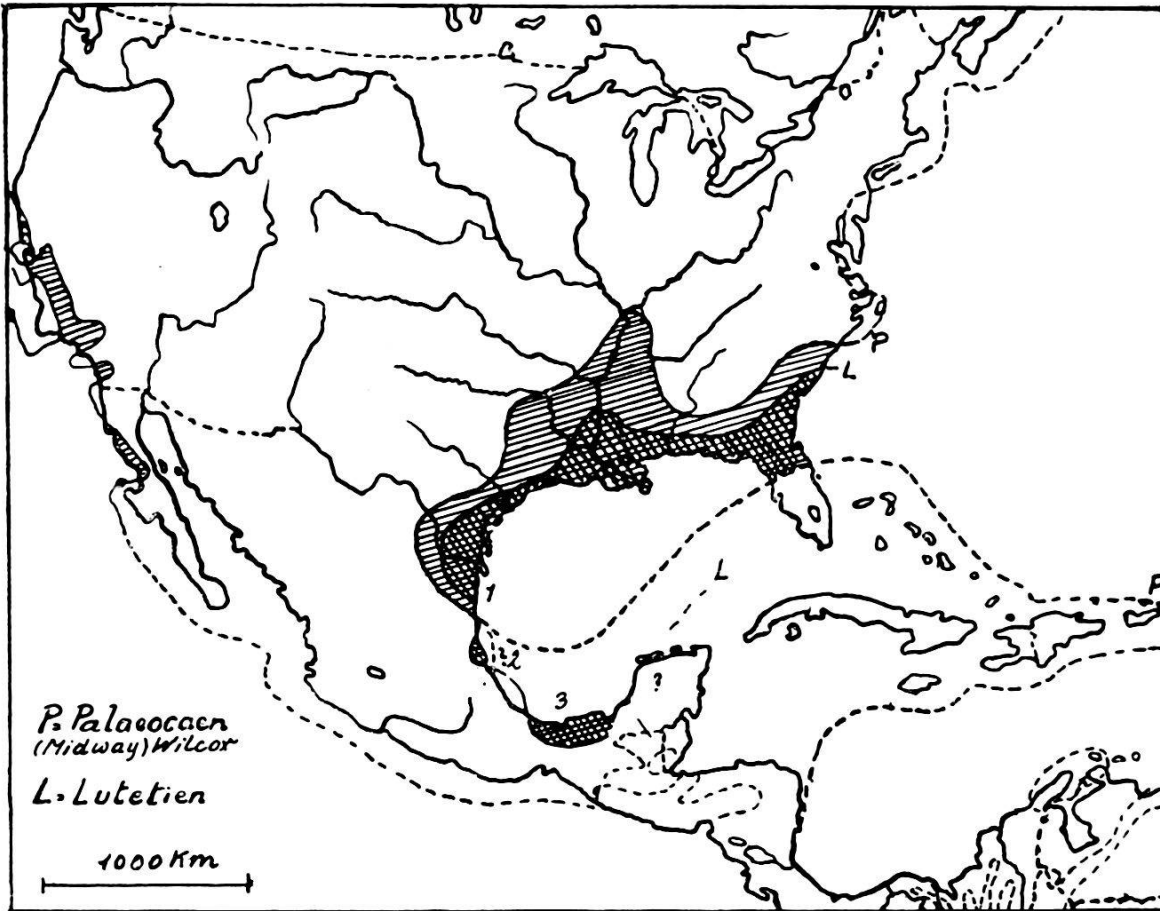 P
L
L
P
1
?2
3
?
P=Palaeocaen
(Midway)Wilcox
L=Lutetien
1000 Km